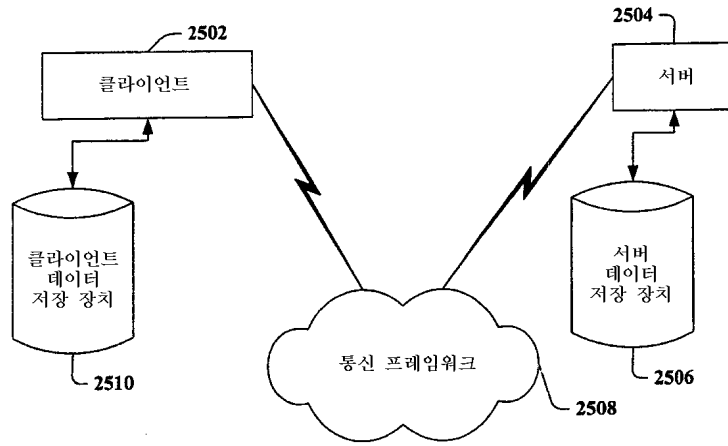 2502
클라이언트
2504
서버
클라이언트
데이터
저장 장치
2510
통신 프레임워크
2508
서버
데이터
저장 장치
2506